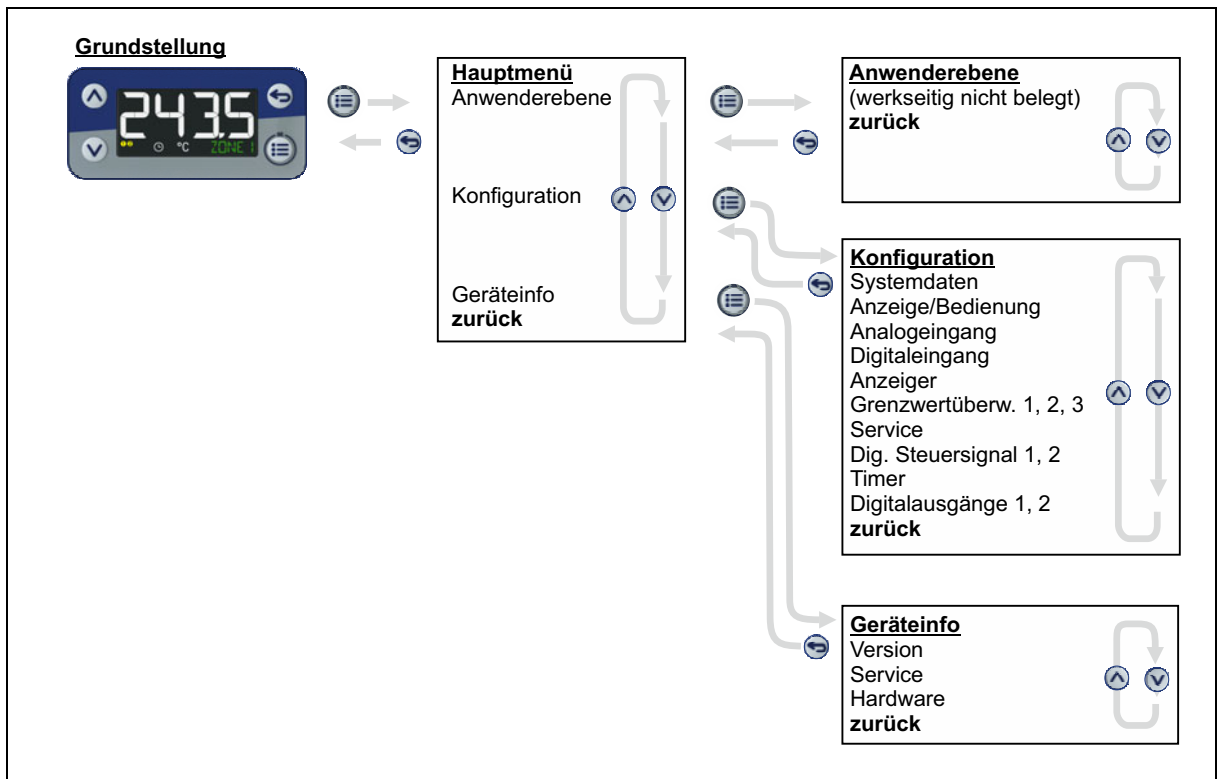 Grundstellung
243.5
°C ZONE 1
Hauptmenü
Anwenderebene
Konfiguration
Geräteinfo
zurück
Anwenderebene
(werkseitig nicht belegt)
zurück
Konfiguration
Systemdaten
Anzeige/Bedienung
Analogeingang
Digitaleingang
Anzeiger
Grenzwertüberw. 1, 2, 3
Service
Dig. Steuersignal 1, 2
Timer
Digitalausgänge 1, 2
zurück
Geräteinfo
Version
Service
Hardware
zurück